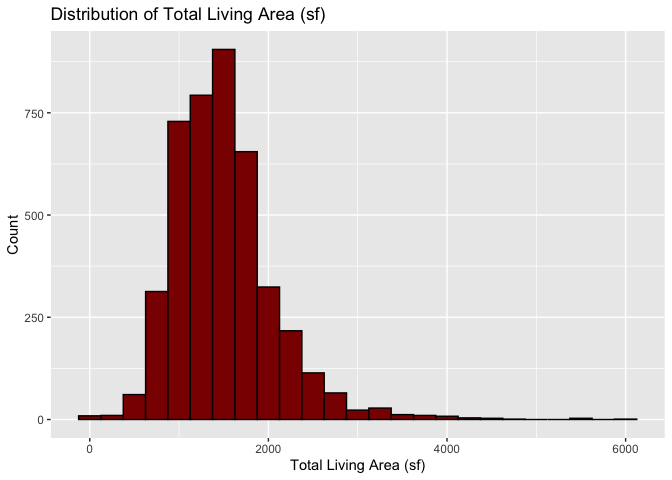 Distribution of Total Living Area (sf)
750
500
250
0
Count
0 2000 4000 6000
Total Living Area (sf)